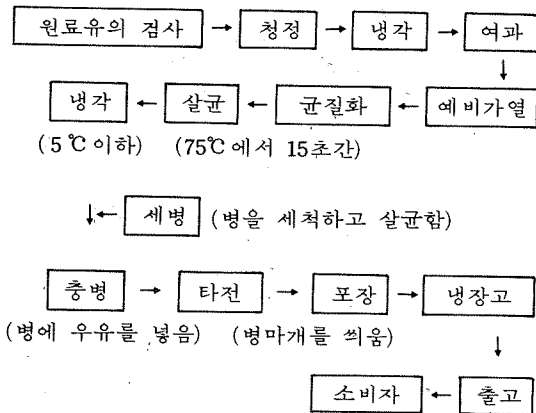 원료유의 검사 → 청정 → 냉각 → 여과
↓
냉각 ← 살균 ← 균질화 ← 예비가열
(5℃이하) (75℃에서 15초간)
↓ ← 세병 (병을 세척하고 살균함)
충병 → 타전 → 포장 → 냉장고
(병에 우유를 넣음) (병마개를 씌움)
↓
소비자 ← 출고